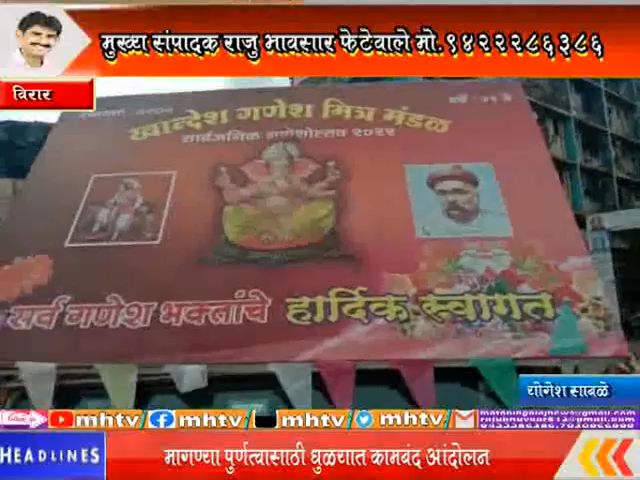 मुख्य संपादक राजु भावसार फेटेवाले मो.९४२२२८६३८६
विरार
खान्देश गणेश मित्र मंडळ
सार्वजनिक गणेशोत्सव २०२२
सर्व गणेश भक्तांचे हार्दिक स्वागत
योगेश साबळें
mhtv mhtv mhtv mhtv mhtv
HEADLINES
मागण्या पुर्णत्वासाठी धुळयात कामबंद आंदोलन